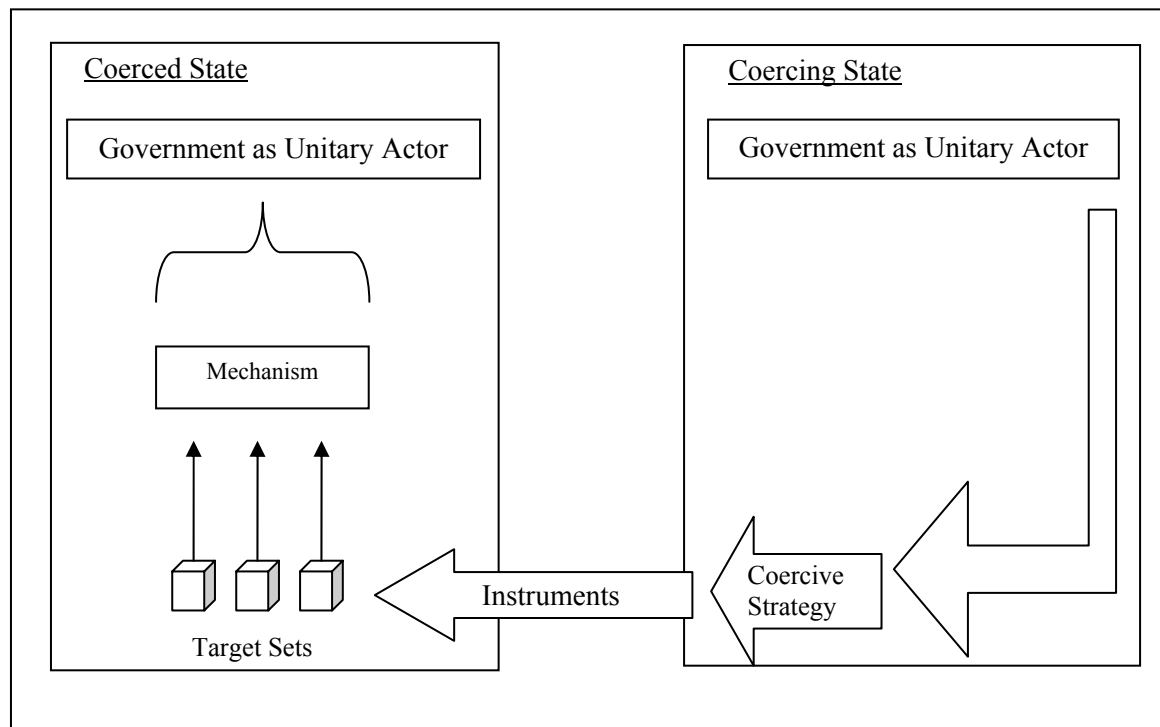 Coerced State
Government as Unitary Actor
Mechanism
Target Sets
Instruments
Coercing State
Government as Unitary Actor
Coercive
Strategy